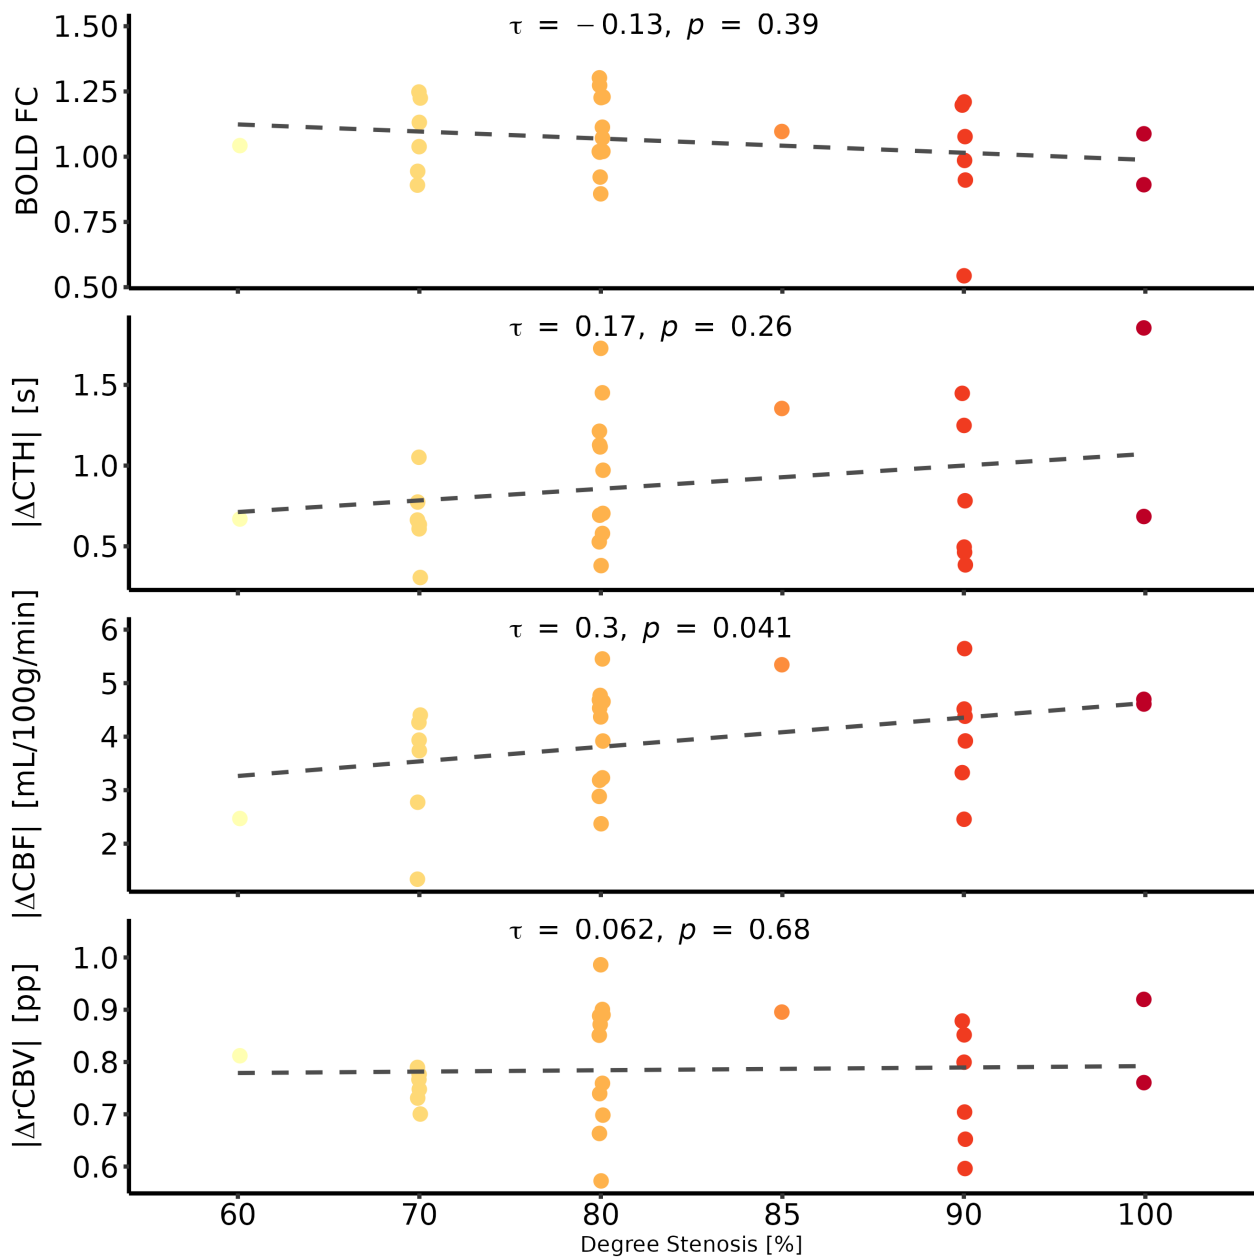 τ = −0.13, p = 0.39
BOLD FC
1.50
1.25
1.00
0.75
0.50
τ = 0.17, p = 0.26
|ΔCTH| [s]
1.5
1.0
0.5
τ = 0.3, p = 0.041
|ΔCBF| [mL/100g/min]
6
5
4
3
2
τ = 0.062, p = 0.68
|ΔrCBV| [pp]
1.0
0.9
0.8
0.7
0.6
60 70 80 85 90 100
Degree Stenosis [%]